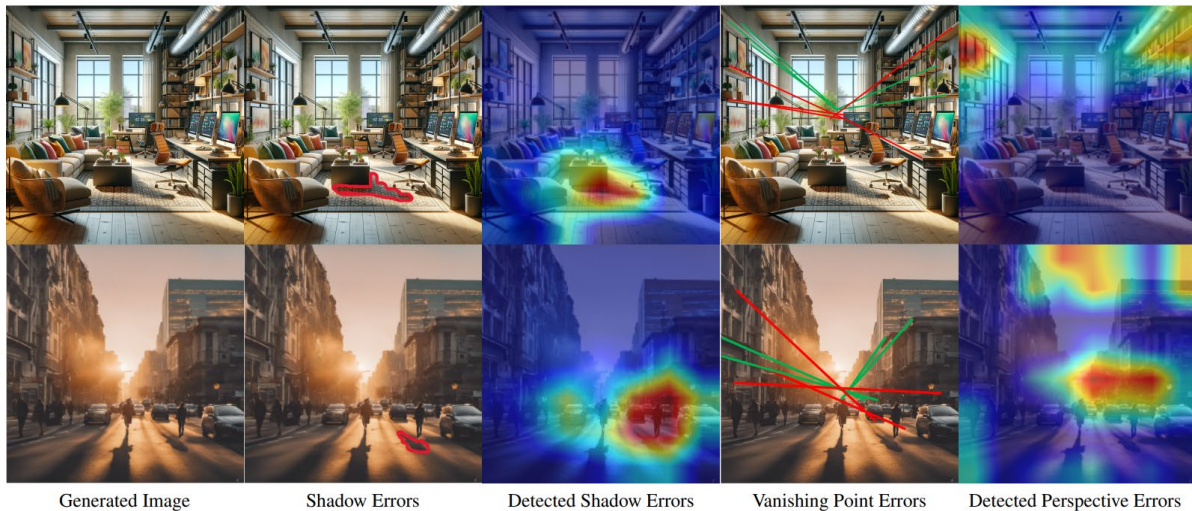 Generated Image
Shadow Errors
Detected Shadow Errors
Vanishing Point Errors
Detected Perspective Errors